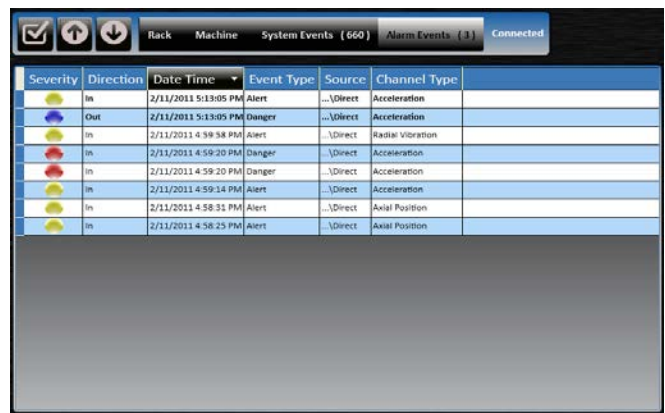 Rack Machine System Events (660) Alarm Events (3) Connected
Severity Direction Date Time Event Type Source Channel Type
In 2/11/2011 5:13:05 PM Alert ...\Direct Acceleration
Out 2/11/2011 5:13:05 PM Danger ...\Direct Acceleration
In 2/11/2011 4:59:58 PM Alert ...\Direct Radial Vibration
In 2/11/2011 4:59:20 PM Danger ...\Direct Acceleration
In 2/11/2011 4:59:20 PM Danger ...\Direct Acceleration
In 2/11/2011 4:59:14 PM Alert ...\Direct Acceleration
In 2/11/2011 4:58:31 PM Alert ...\Direct Axial Position
In 2/11/2011 4:58:25 PM Alert ...\Direct Axial Position